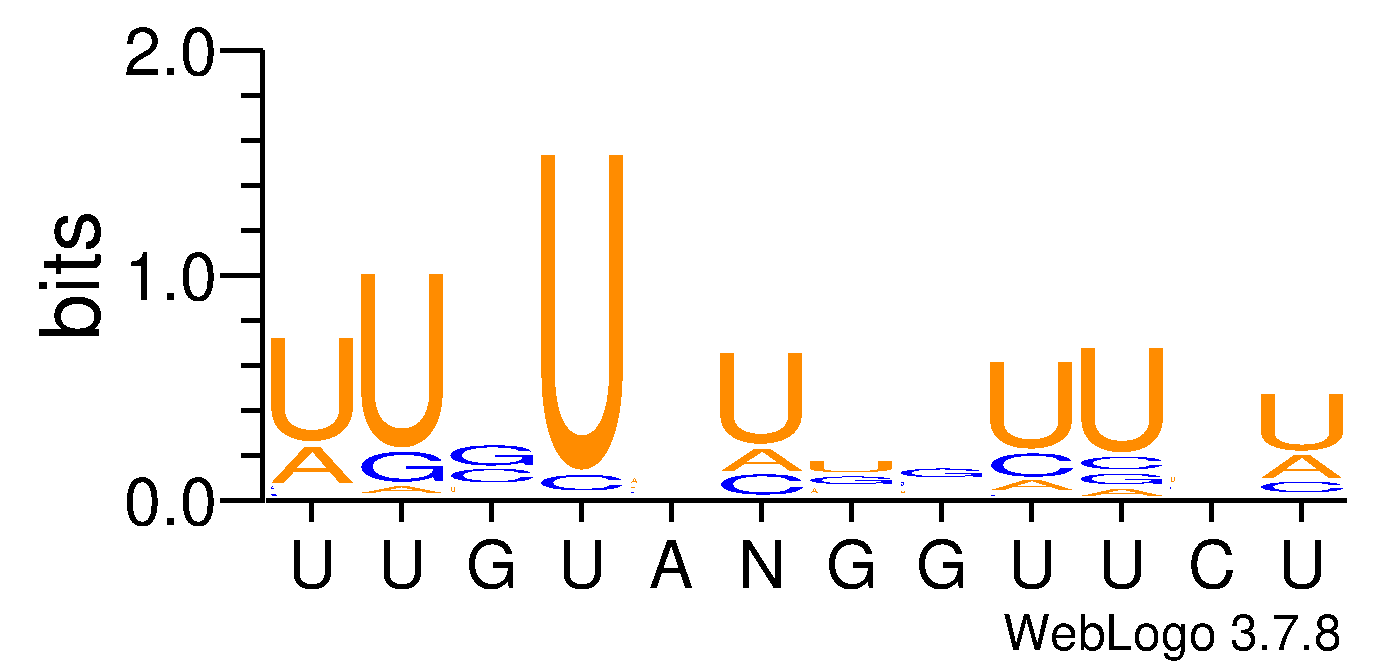 2.0
bits
1.0
0.0
U U U U U U U U
A G G C A G G C C A
A C C C A G A C
U U G U A N G G U U C U
WebLogo 3.7.8